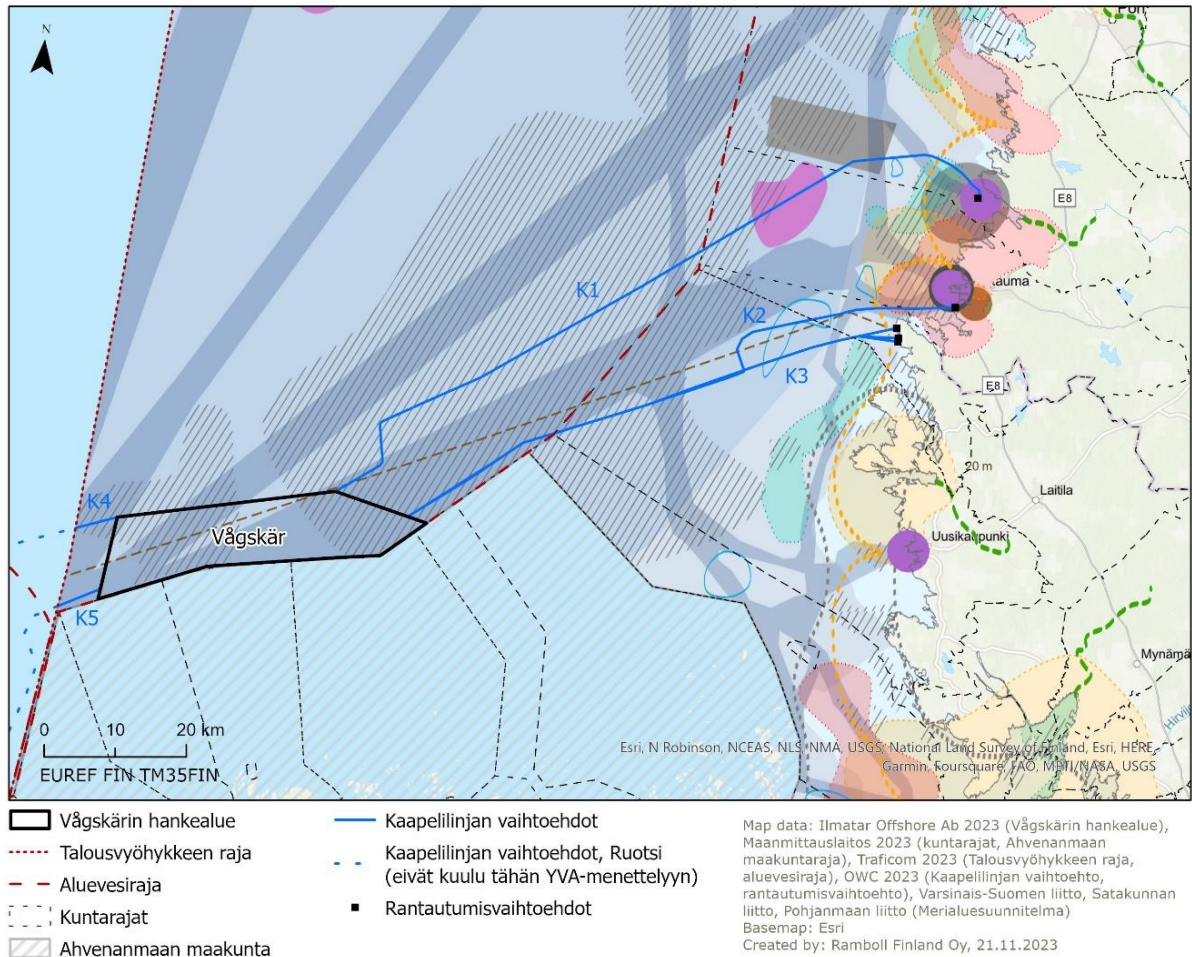 N
Pori
E8
K1
auma
K2
K3
E8
20 m
Laitila
K4
Vågskär
Uusikaupunki
K5
Mynämä
0 10 20 km
Hirvijo
Esri, N Robinson, NCEAS, NLS, NMA, USGS, National Land Survey of Finland, Esri, HERE,
Garmin, Foursquare, FAO, METI/NASA, USGS
EUREF FIN TM35FIN
Vågskärin hankealue
Talousvyöhykkeen raja
Aluevesiraja
Kuntarajat
Ahvenanmaan maakunta
Kaapelilinjan vaihtoehdot
Kaapelilinjan vaihtoehdot, Ruotsi
(eivät kuulu tähän YVA-menettelyyn)
Rantautumisvaihtoehdot
Map data: Ilmatar Offshore Ab 2023 (Vågskärin hankealue),
Maanmittauslaitos 2023 (kuntarajat, Ahvenanmaan
maakuntaraja), Traficom 2023 (Talousvyöhykkeen raja,
aluevesiraja), OWC 2023 (Kaapelilinjan vaihtoehto,
rantautumisvaihtoehto), Varsinais-Suomen liitto, Satakunnan
liitto, Pohjanmaan liitto (Merialuesuunnitelma)
Basemap: Esri
Created by: Ramboll Finland Oy, 21.11.2023